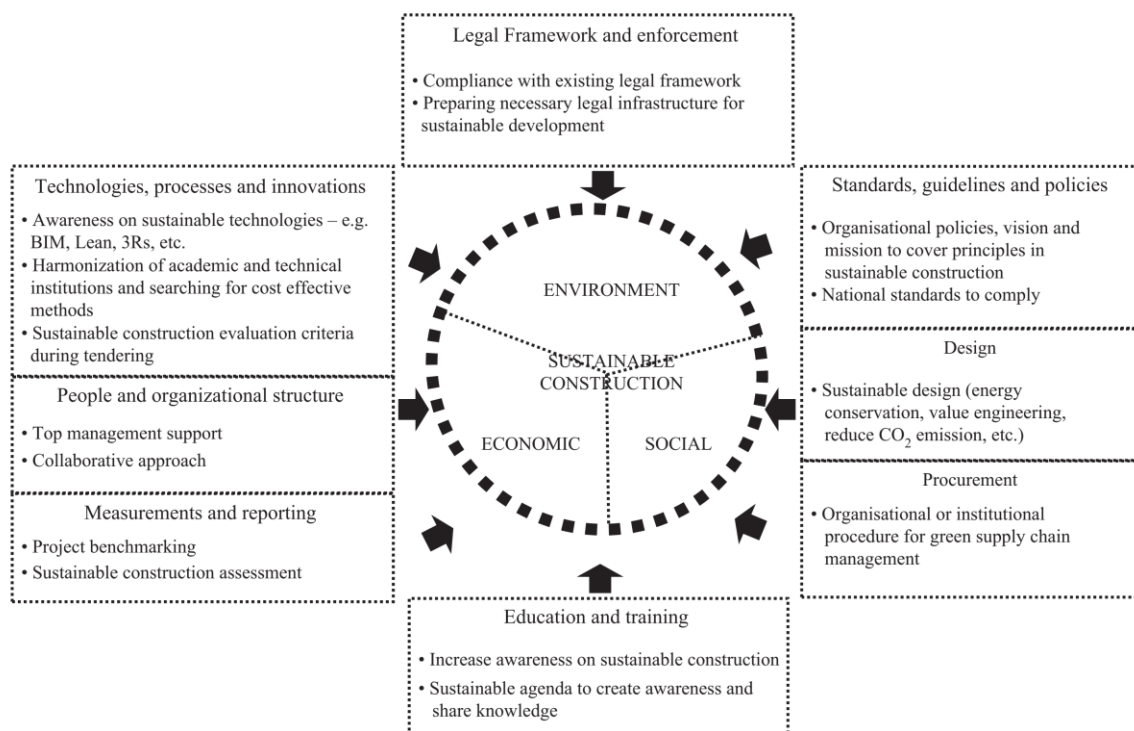 Legal Framework and enforcement
• Compliance with existing legal framework
• Preparing necessary legal infrastructure for
sustainable development
Technologies, processes and innovations
• Awareness on sustainable technologies – e.g.
BIM, Lean, 3Rs, etc.
• Harmonization of academic and technical
institutions and searching for cost effective
methods
• Sustainable construction evaluation criteria
during tendering
People and organizational structure
• Top management support
• Collaborative approach
Measurements and reporting
• Project benchmarking
• Sustainable construction assessment
ENVIRONMENT
SUSTAINABLE
CONSTRUCTION
ECONOMIC
SOCIAL
Standards, guidelines and policies
• Organisational policies, vision and
mission to cover principles in
sustainable construction
• National standards to comply
Design
• Sustainable design (energy
conservation, value engineering,
reduce CO₂ emission, etc.)
Procurement
• Organisational or institutional
procedure for green supply chain
management
Education and training
• Increase awareness on sustainable construction
• Sustainable agenda to create awareness and
share knowledge